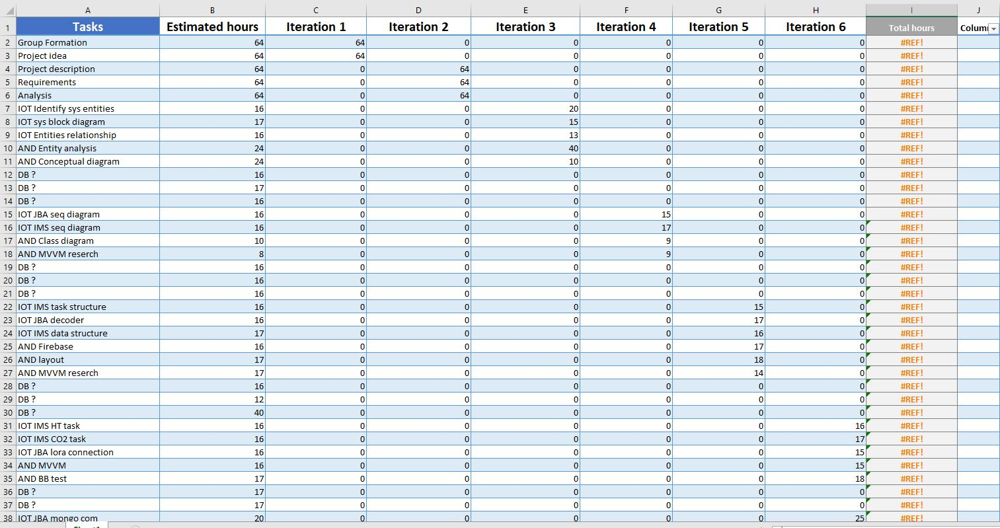 A B C D E F G H I J
1 Tasks Estimated hours Iteration 1 Iteration 2 Iteration 3 Iteration 4 Iteration 5 Iteration 6 Total hours Colum
2 Group Formation 64 64 0 0 0 0 0 #REF!
3 Project idea 64 64 0 0 0 0 0 #REF!
4 Project description 64 0 64 0 0 0 0 #REF!
5 Requirements 64 0 64 0 0 0 0 #REF!
6 Analysis 64 0 64 0 0 0 0 #REF!
7 IOT Identify sys entities 16 0 0 20 0 0 0 #REF!
8 IOT sys block diagram 17 0 0 15 0 0 0 #REF!
9 IOT Entities relationship 16 0 0 13 0 0 0 #REF!
10 AND Entity analysis 24 0 0 40 0 0 0 #REF!
11 AND Conceptual diagram 24 0 0 10 0 0 0 #REF!
12 DB ? 16 0 0 0 0 0 0 #REF!
13 DB ? 17 0 0 0 0 0 0 #REF!
14 DB ? 16 0 0 0 0 0 0 #REF!
15 IOT JBA seq diagram 16 0 0 0 15 0 0 #REF!
16 IOT IMS seq diagram 16 0 0 0 17 0 0 #REF!
17 AND Class diagram 10 0 0 0 9 0 0 #REF!
18 AND MVVM reserch 8 0 0 0 9 0 0 #REF!
19 DB ? 16 0 0 0 0 0 0 #REF!
20 DB ? 16 0 0 0 0 0 0 #REF!
21 DB ? 16 0 0 0 0 0 0 #REF!
22 IOT IMS task structure 16 0 0 0 0 15 0 #REF!
23 IOT JBA decoder 16 0 0 0 0 17 0 #REF!
24 IOT IMS data structure 17 0 0 0 0 16 0 #REF!
25 AND Firebase 16 0 0 0 0 17 0 #REF!
26 AND layout 17 0 0 0 0 18 0 #REF!
27 AND MVVM reserch 17 0 0 0 0 14 0 #REF!
28 DB ? 16 0 0 0 0 0 0 #REF!
29 DB ? 12 0 0 0 0 0 0 #REF!
30 DB ? 40 0 0 0 0 0 0 #REF!
31 IOT IMS HT task 16 0 0 0 0 0 16 #REF!
32 IOT IMS CO2 task 16 0 0 0 0 0 17 #REF!
33 IOT JBA lora connection 16 0 0 0 0 0 15 #REF!
34 AND MVVM 16 0 0 0 0 0 15 #REF!
35 AND BB test 17 0 0 0 0 0 18 #REF!
36 DB ? 17 0 0 0 0 0 0 #REF!
37 DB ? 17 0 0 0 0 0 0 #REF!
38 IOT JBA mongo com 20 0 0 0 0 0 25 #REF!